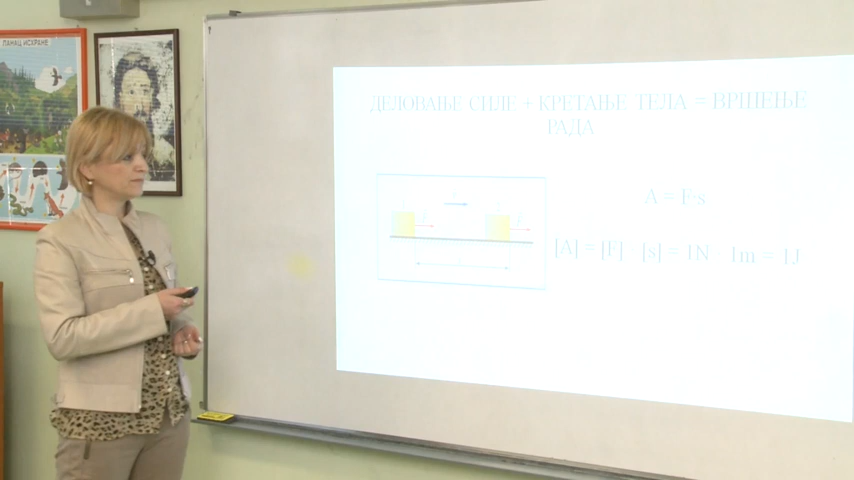 ЛАНАЦ ИСХРАНЕ
ДЕЛОВАЊЕ СИЛЕ + КРЕТАЊЕ ТЕЛА = ВРШЕЊЕ
РАДА
A = F·s
[A] = [F] · [s] = 1N · 1m = 1J